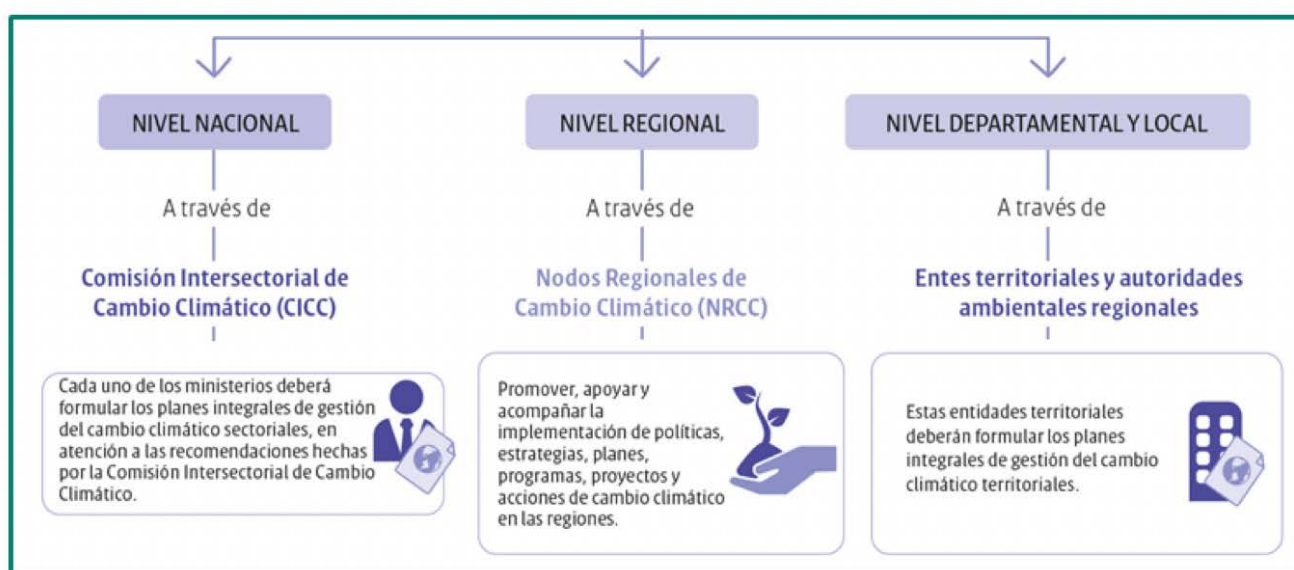 NIVEL NACIONAL
A través de
Comisión Intersectorial de
Cambio Climático (CICC)
Cada uno de los ministerios deberá
formular los planes integrales de gestión
del cambio climático sectoriales, en
atención a las recomendaciones hechas
por la Comisión Intersectorial de Cambio
Climático.
NIVEL REGIONAL
A través de
Nodos Regionales de
Cambio Climático (NRCC)
Promover, apoyar y
acompañar la
implementación de políticas,
estrategias, planes,
programas, proyectos y
acciones de cambio climático
en las regiones.
NIVEL DEPARTAMENTAL Y LOCAL
A través de
Entes territoriales y autoridades
ambientales regionales
Estas entidades territoriales
deberán formular los planes
integrales de gestión del cambio
climático territoriales.